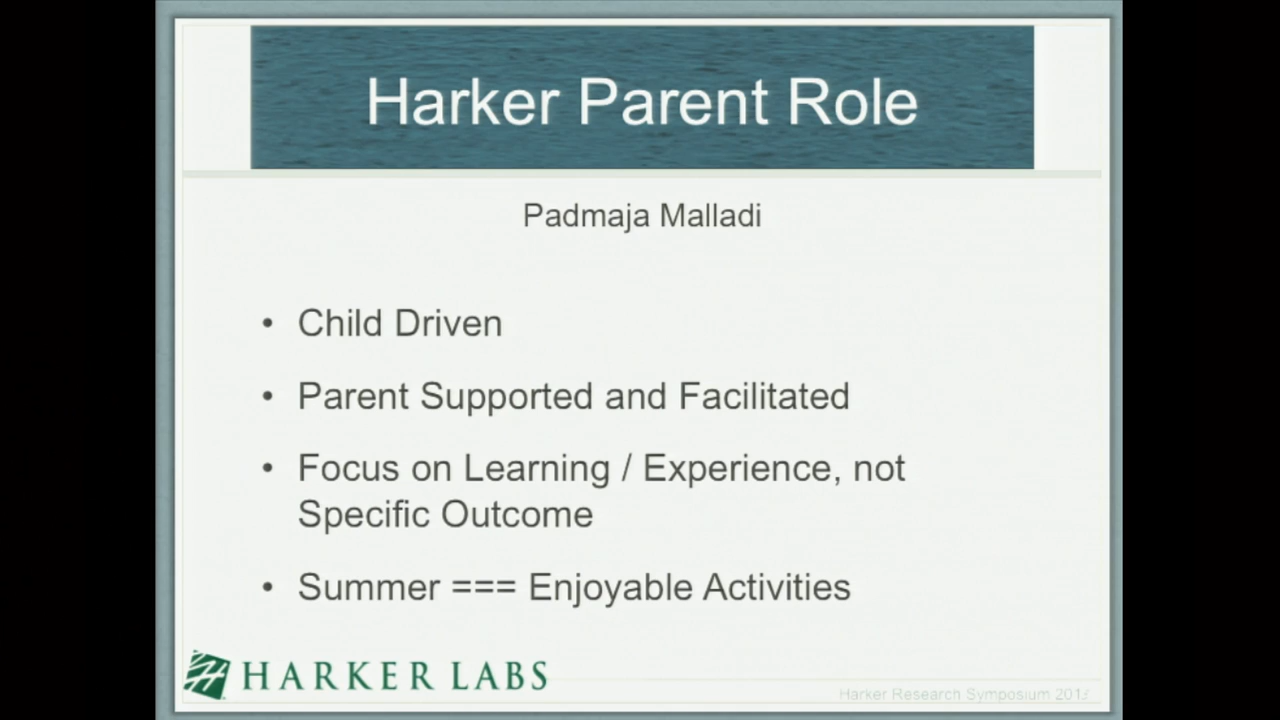 Harker Parent Role
Padmaja Malladi
• Child Driven
• Parent Supported and Facilitated
• Focus on Learning / Experience, not
Specific Outcome
• Summer === Enjoyable Activities
HARKER LABS
Harker Research Symposium